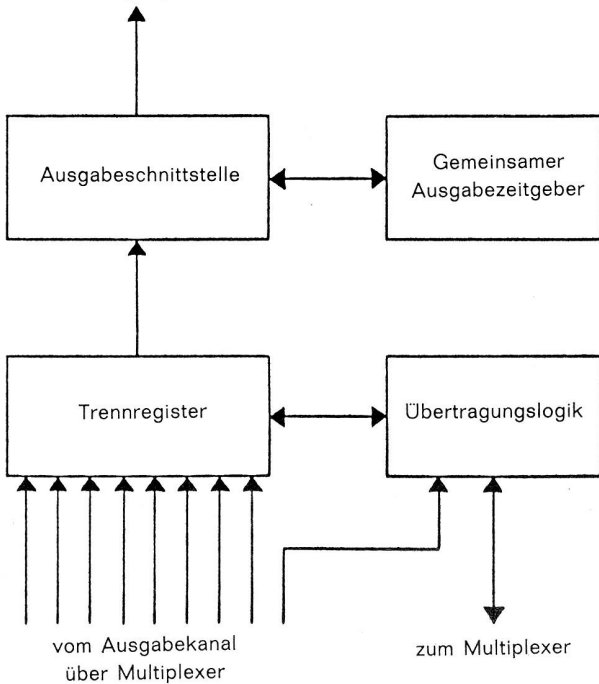 Ausgabeschnittstelle
Gemeinsamer
Ausgabezeitgeber
Trennregister
Übertragungslogik
vom Ausgabekanal
über Multiplexer
zum Multiplexer